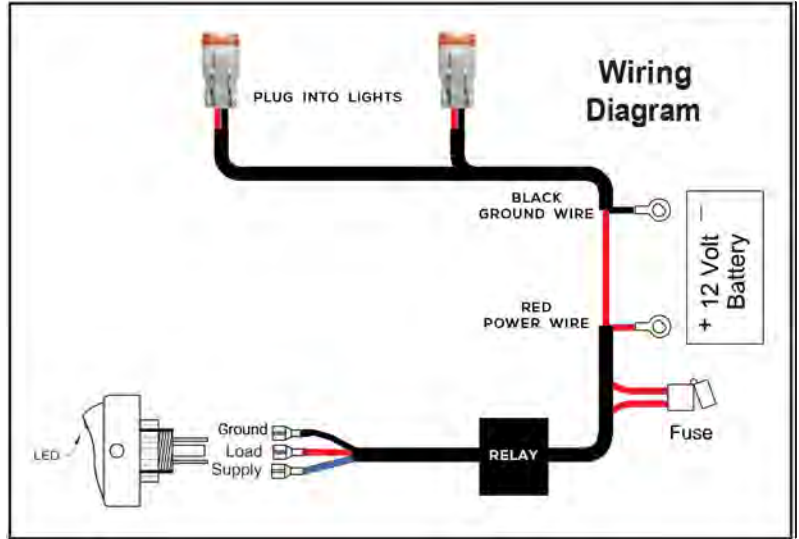 Wiring
Diagram
PLUG INTO LIGHTS
BLACK
GROUND WIRE
–
+ 12 Volt
Battery
RED
POWER WIRE
Fuse
Ground
Load
Supply
LED
RELAY